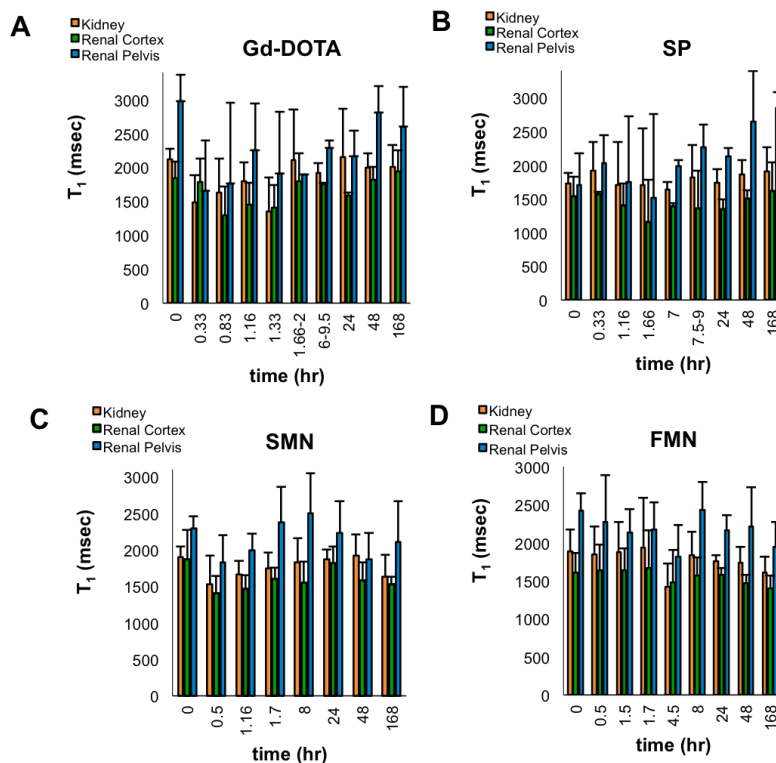 A
Kidney
Renal Cortex
Renal Pelvis
Gd-DOTA
T1 (msec)
3000
2500
2000
1500
1000
500
0
0 0.33 0.83 1.16 1.33 1.66-2 6-9.5 24 48 168
time (hr)
B
Kidney
Renal Cortex
Renal Pelvis
SP
T1 (msec)
3000
2500
2000
1500
1000
500
0
0 0.33 1.16 1.66 7 7.5-9 24 48 168
time (hr)
C
Kidney
Renal Cortex
Renal Pelvis
SMN
T1 (msec)
3000
2500
2000
1500
1000
500
0
0 0.5 1.16 1.7 8 24 48 168
time (hr)
D
Kidney
Renal Cortex
Renal Pelvis
FMN
T1 (msec)
3000
2500
2000
1500
1000
500
0
0 0.5 1.5 1.7 4.5 8 24 48 168
time (hr)